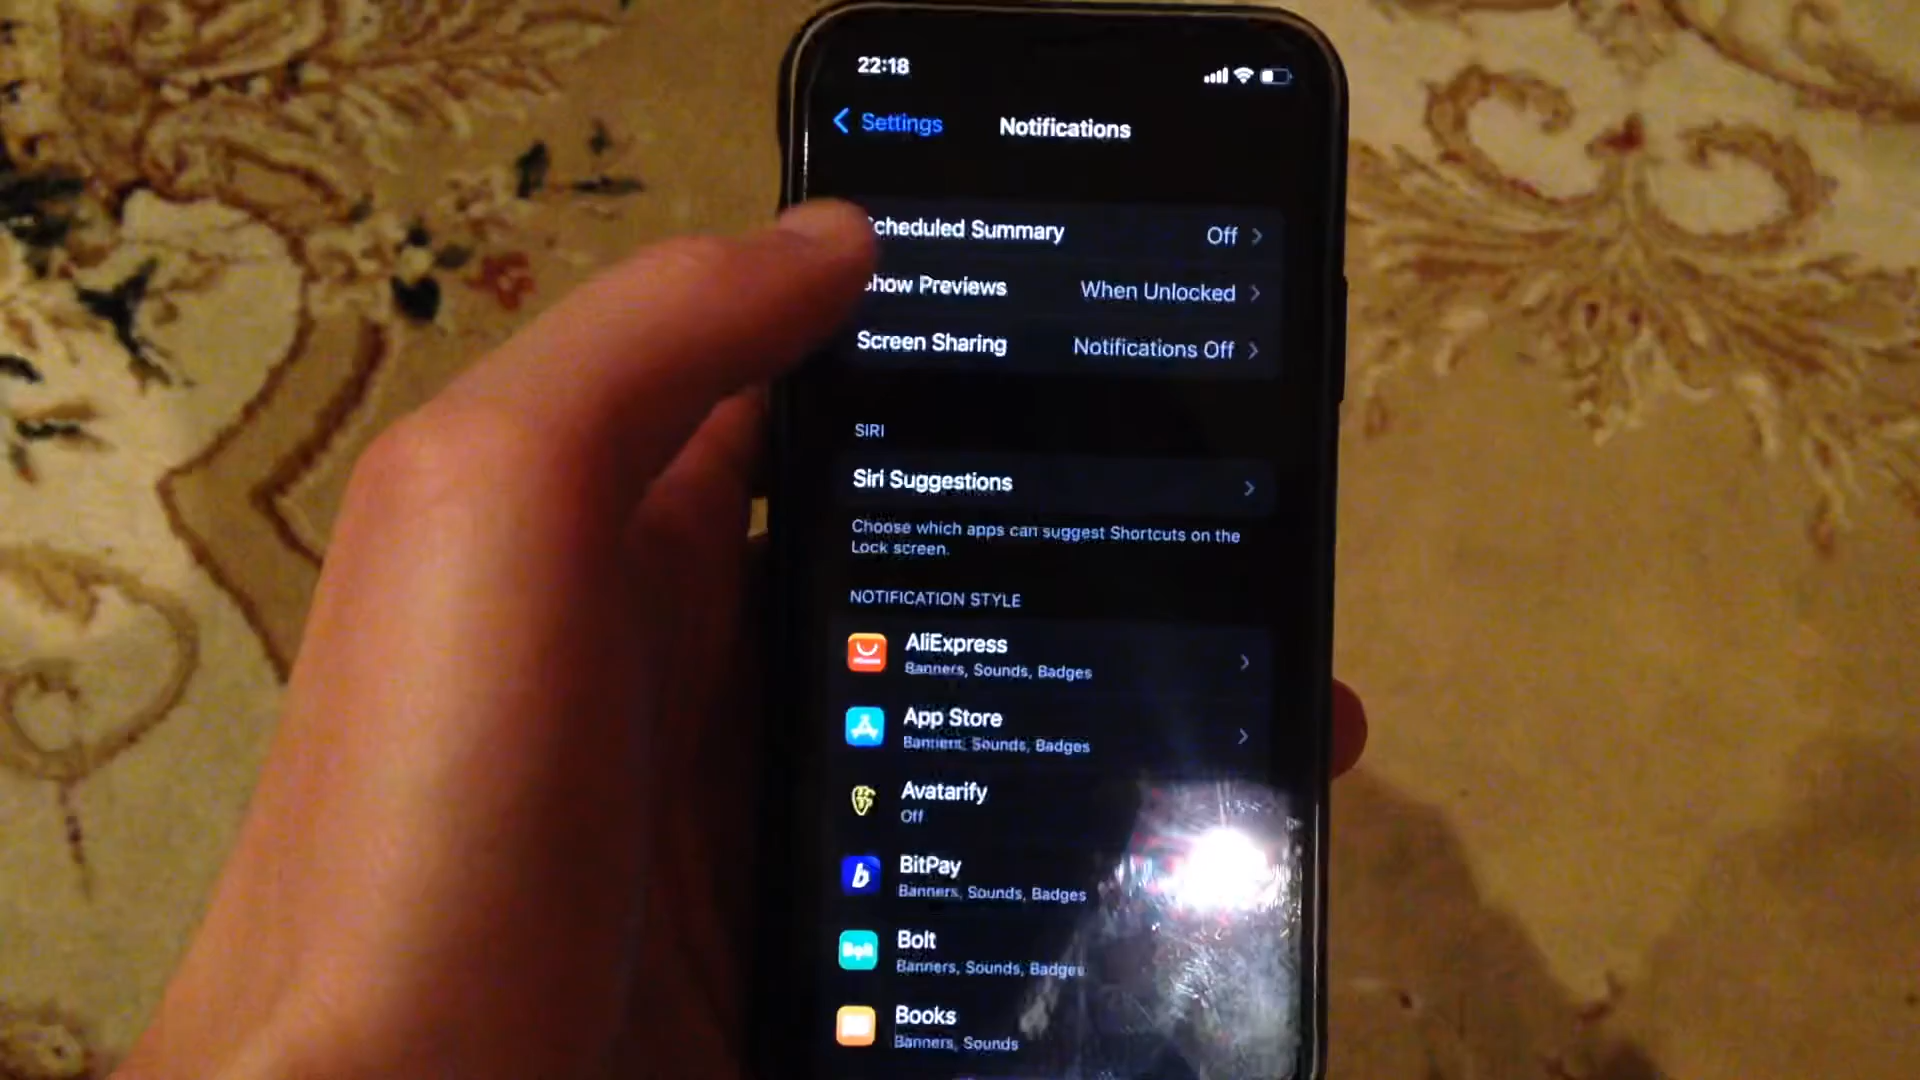 22:18
Settings
Notifications
Scheduled Summary Off
Show Previews When Unlocked
Screen Sharing Notifications Off
SIRI
Siri Suggestions
Choose which apps can suggest Shortcuts on the
Lock screen.
NOTIFICATION STYLE
AliExpress
Banners, Sounds, Badges
App Store
Banners, Sounds, Badges
Avatarify
Off
BitPay
Banners, Sounds, Badges
Bolt
Banners, Sounds, Badges
Books
Banners, Sounds